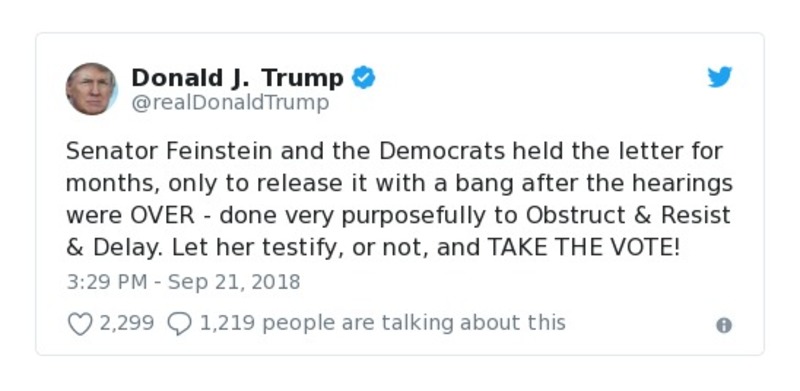 Donald J. Trump
@realDonaldTrump
Senator Feinstein and the Democrats held the letter for
months, only to release it with a bang after the hearings
were OVER - done very purposefully to Obstruct & Resist
& Delay. Let her testify, or not, and TAKE THE VOTE!
3:29 PM - Sep 21, 2018
2,299 1,219 people are talking about this